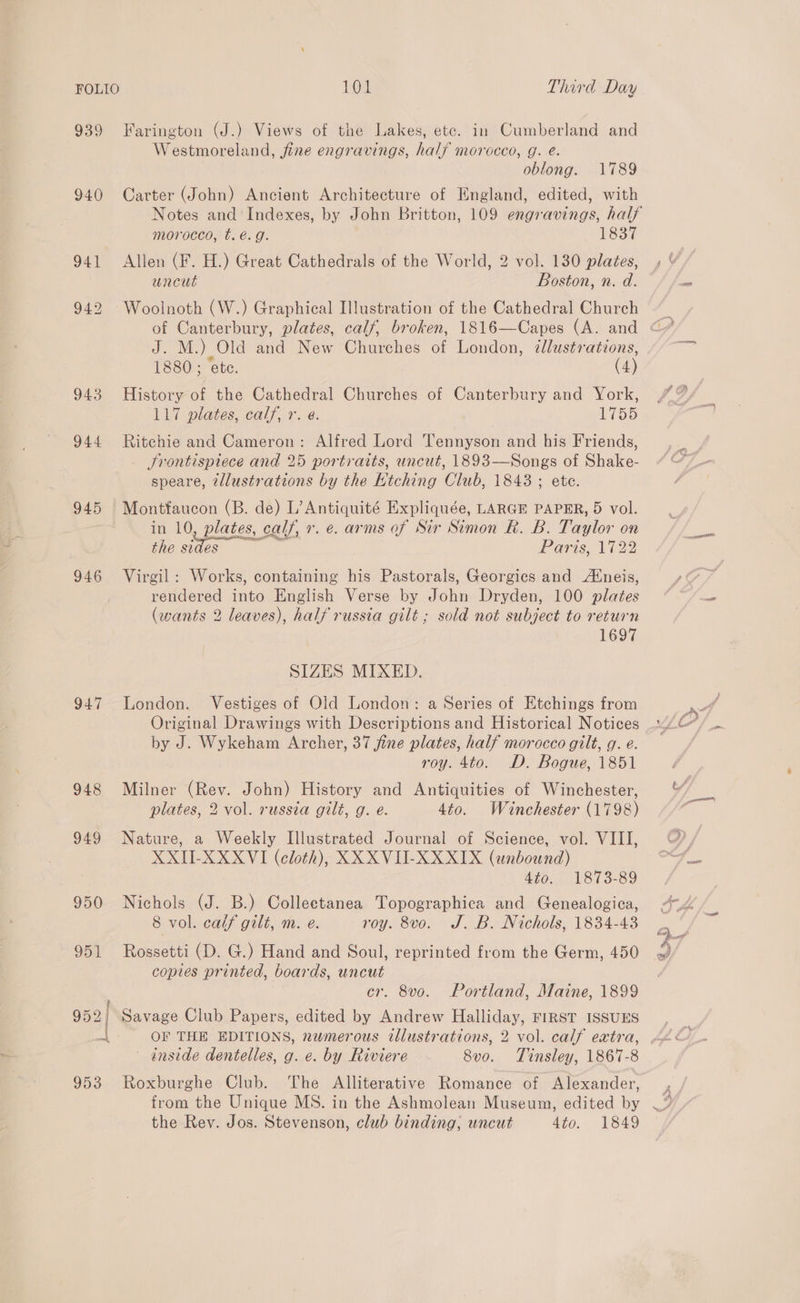 FOLIO 101 Third Day
939 Farington (J.) Views of the Lakes, etc. in Cumberland and
Westmoreland, fine engravings, half morocco, g. e.
oblong. 1789
940 Carter (John) Ancient Architecture of England, edited, with
Notes and Indexes, by John Britton, 109 engravings, half
morocco, t. e. g. 1837
941 Allen (F. H.) Great Cathedrals of the World, 2 vol. 130 plates,
uncut Boston, n. d.
942 Woolnoth (W.) Graphical Illustration of the Cathedral Church
of Canterbury, plates, calf, broken, 1816—Capes (A. and
J. M.) Old and New Churches of London, illustrations,
1880; etc. (4)
943 History of the Cathedral Churches of Canterbury and York,
117 plates, calf, r. e. 1755
944 Ritchie and Cameron: Alfred Lord Tennyson and his Friends,
frontispiece and 25 portraits, uncut, 1893—Songs of Shake-
speare, illustrations by the Etching Club, 1843; etc.
945 Montfaucon (B. de) L'Antiquité Expliquée, LARGE PAPER, 5 vol.
in 10, plates, calf, r. e. arms of Sir Simon R. B. Taylor on
the sides Paris, 1722
946 Virgil: Works, containing his Pastorals, Georgics and Æneis,
rendered into English Verse by John Dryden, 100 plates
(wants 2 leaves), half russia gilt; sold not subject to return
1697
SIZES MIXED.
947 London. Vestiges of Old London: a Series of Etchings from
Original Drawings with Descriptions and Historical Notices
by J. Wykeham Archer, 37 fine plates, half morocco gilt, g. e.
roy. 4to. D. Bogue, 1851
948 Milner (Rev. John) History and Antiquities of Winchester,
plates, 2 vol. russia gilt, g. e. 4to. Winchester (1798)
949 Nature, a Weekly Illustrated Journal of Science, vol. VIII,
XXII-XXXVI (cloth), XXXVII-XXXIX (unbound)
4to. 1873-89
950 Nichols (J. B.) Collectanea Topographica and Genealogica,
8 vol. calf gilt, m. e. roy. 8vo. J. B. Nichols, 1834-43
951 Rossetti (D. G.) Hand and Soul, reprinted from the Germ, 450
copies printed, boards, uncut
cr. 8vo. Portland, Maine, 1899
952 Savage Club Papers, edited by Andrew Halliday, FIRST ISSUES
OF THE EDITIONS, numerous illustrations, 2 vol. calf extra,
inside dentelles, g. e. by Riviere 8vo. Tinsley, 1867-8
953 Roxburghe Club. The Alliterative Romance of Alexander,
from the Unique MS. in the Ashmolean Museum, edited by
the Rev. Jos. Stevenson, club binding, uncut 4to. 1849